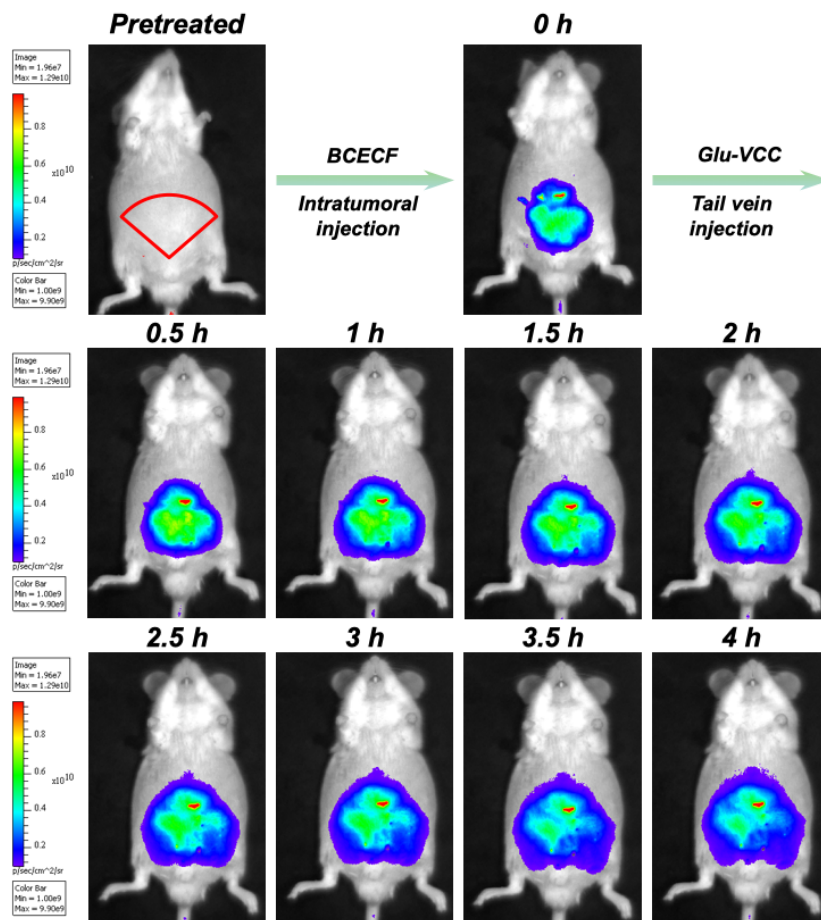 Pretreated
0 h
Image
Min = 1.96e7
Max = 1.29e10
0.8
0.6
x10^10
0.4
0.2
p/sec/cm^2/sr
Color Bar
Min = 1.00e9
Max = 9.90e9
BCECF
Intratumoral
injection
Glu-VCC
Tail vein
injection
0.5 h
1 h
1.5 h
2 h
Image
Min = 1.96e7
Max = 1.29e10
0.8
0.6
x10^10
0.4
0.2
p/sec/cm^2/sr
Color Bar
Min = 1.00e9
Max = 9.90e9
2.5 h
3 h
3.5 h
4 h
Image
Min = 1.96e7
Max = 1.29e10
0.8
0.6
x10^10
0.4
0.2
p/sec/cm^2/sr
Color Bar
Min = 1.00e9
Max = 9.90e9